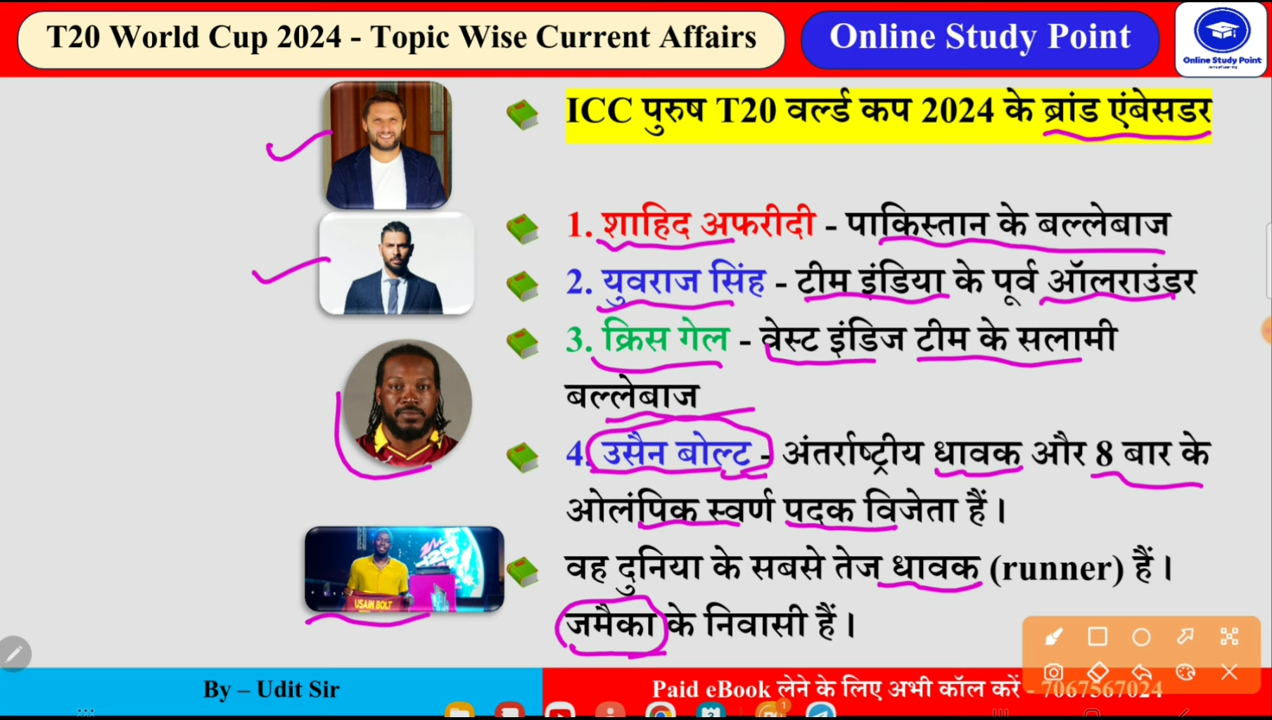 T20 World Cup 2024 - Topic Wise Current Affairs
Online Study Point
Online Study Point
ICC पुरुष T20 वर्ल्ड कप 2024 के ब्रांड एंबेसडर
1. शाहिद अफरीदी - पाकिस्तान के बल्लेबाज
2. युवराज सिंह - टीम इंडिया के पूर्व ऑलराउंडर
3. क्रिस गेल - वेस्ट इंडिज टीम के सलामी
बल्लेबाज
4. उसैन बोल्ट - अंतर्राष्ट्रीय धावक और 8 बार के
ओलंपिक स्वर्ण पदक विजेता हैं।
USAIN BOLT
वह दुनिया के सबसे तेज धावक (runner) हैं।
जमैका के निवासी हैं।
By – Udit Sir
Paid eBook लेने के लिए अभी कॉल करें - 7067567024